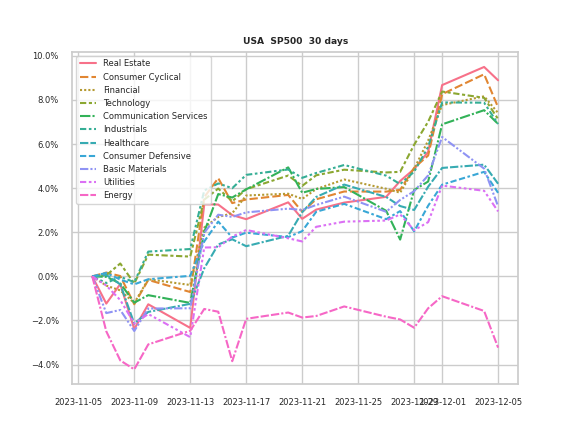 USA SP500 30 days
10.0%
8.0%
6.0%
4.0%
2.0%
0.0%
−2.0%
−4.0%
Real Estate
Consumer Cyclical
Financial
Technology
Communication Services
Industrials
Healthcare
Consumer Defensive
Basic Materials
Utilities
Energy
2023-11-05 2023-11-09 2023-11-13 2023-11-17 2023-11-21 2023-11-25 2023-11-29 2023-12-01 2023-12-05